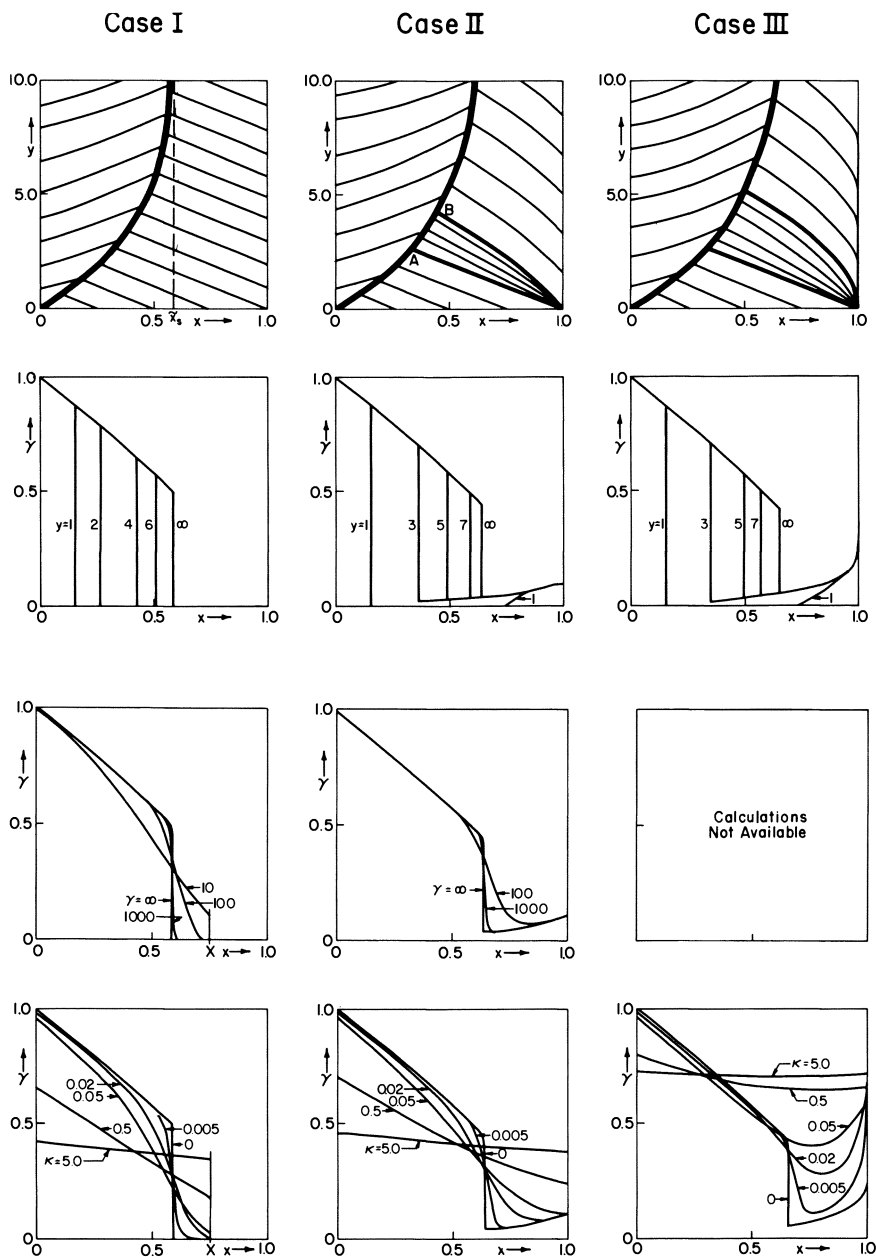 Case I Case II Case III
10.0 10.0 10.0
y y y
5.0 5.0 5.0
B
A
0 0 0
0 0.5 x̃s x 1.0 0 0.5 x 1.0 0 0.5 x 1.0
1.0 1.0 1.0
γ γ γ
0.5 0.5 0.5
y=1 2 4 6 ∞ y=1 3 5 7 ∞ y=1 3 5 7 ∞
1 1
0 0 0
0 0.5 x 1.0 0 0.5 x 1.0 0 0.5 x 1.0
1.0 1.0
γ γ
0.5 0.5
Calculations
Not Available
10
γ=∞ 100 γ=∞ 100
1000 1000
0 0
0 0.5 X x 1.0 0 0.5 x 1.0
1.0 1.0 1.0
γ γ γ
κ=5.0
0.02 0.02
0.05 0.05 0.5
0.5 0.5 0.5
0.5 0.005 0.5 0.005 0.05
0 0 0.02
κ=5.0 κ=5.0 0.005
0
0 0 0
0 0.5 X x 1.0 0 0.5 x 1.0 0 0.5 x 1.0